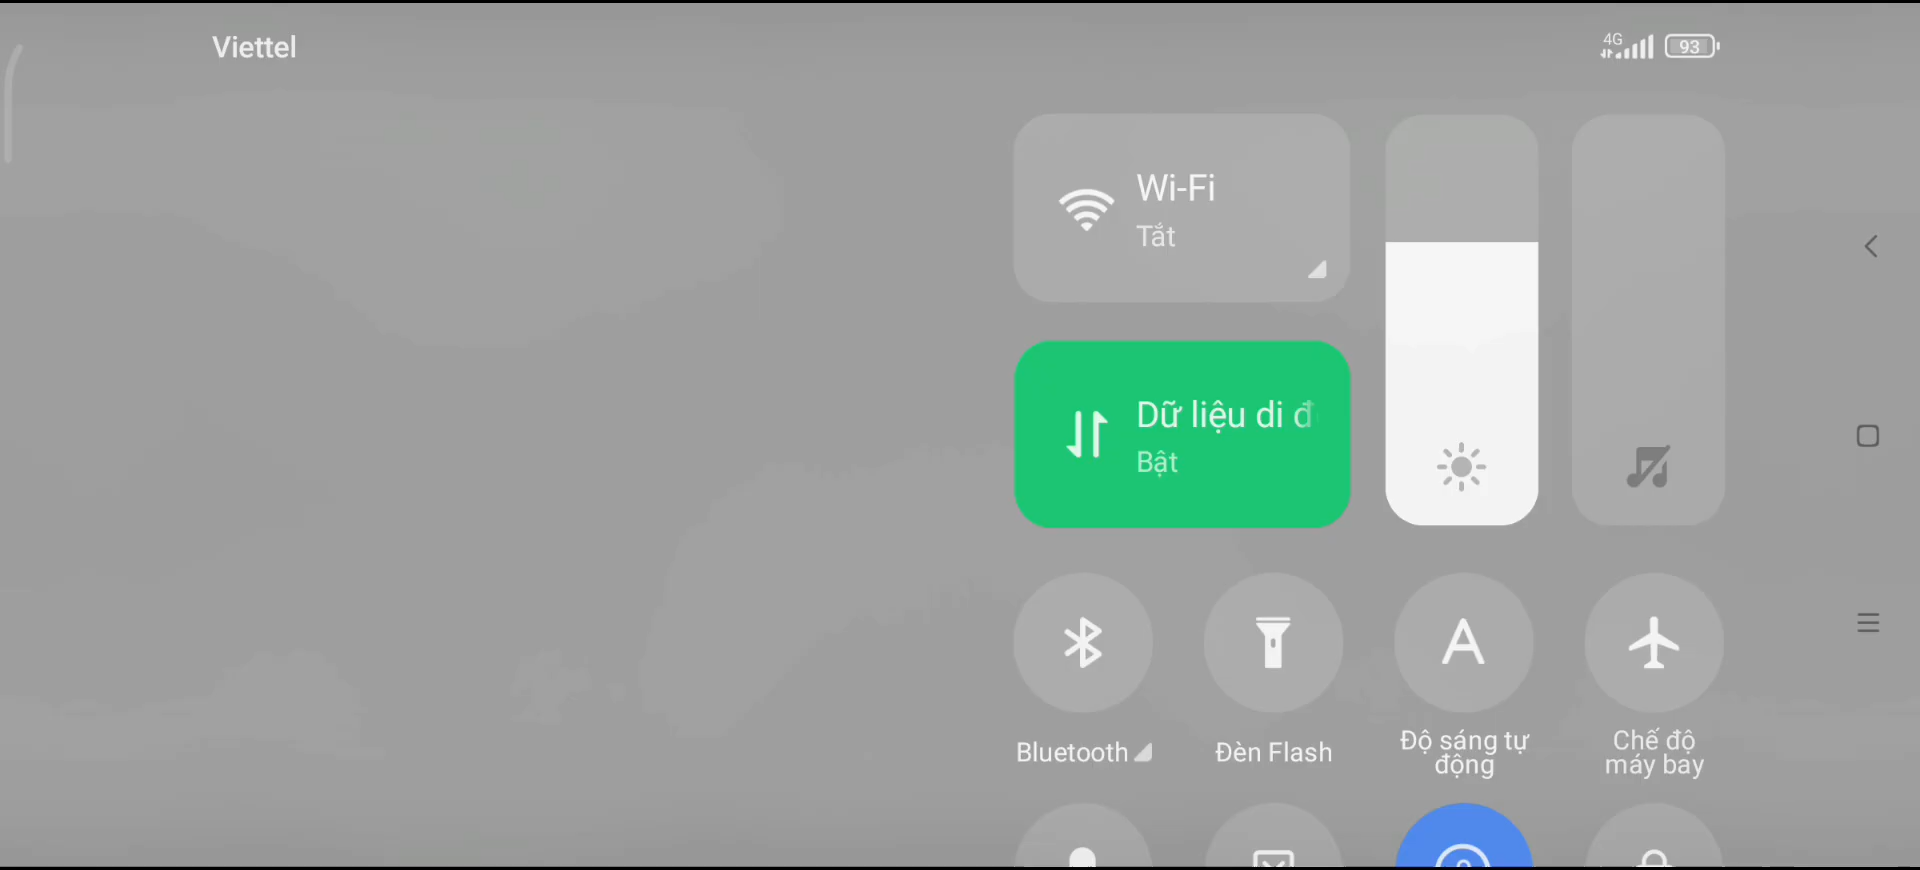 Viettel
4G
93
Wi-Fi
Tắt
Dữ liệu di đ
Bật
Bluetooth
Đèn Flash
Độ sáng tự
động
Chế độ
máy bay